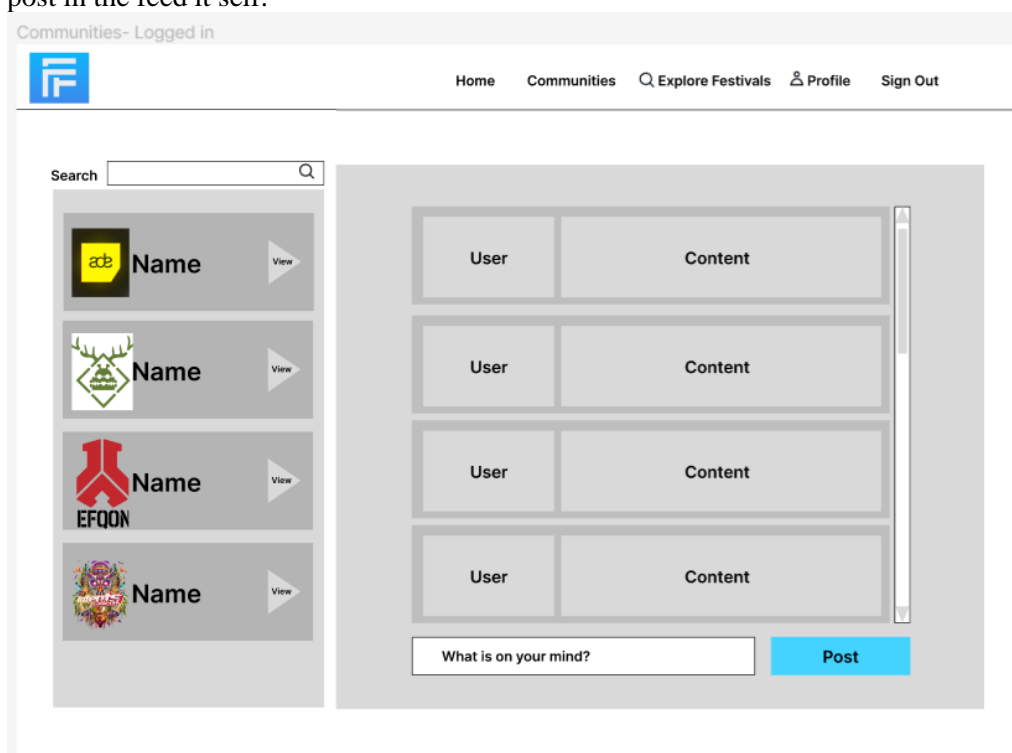 post in the feed it self.
Communities- Logged in
Home Communities Explore Festivals Profile Sign Out
Search
ade Name View
Name View
Name View
EFQON
Name View
User Content
User Content
User Content
User Content
What is on your mind? Post